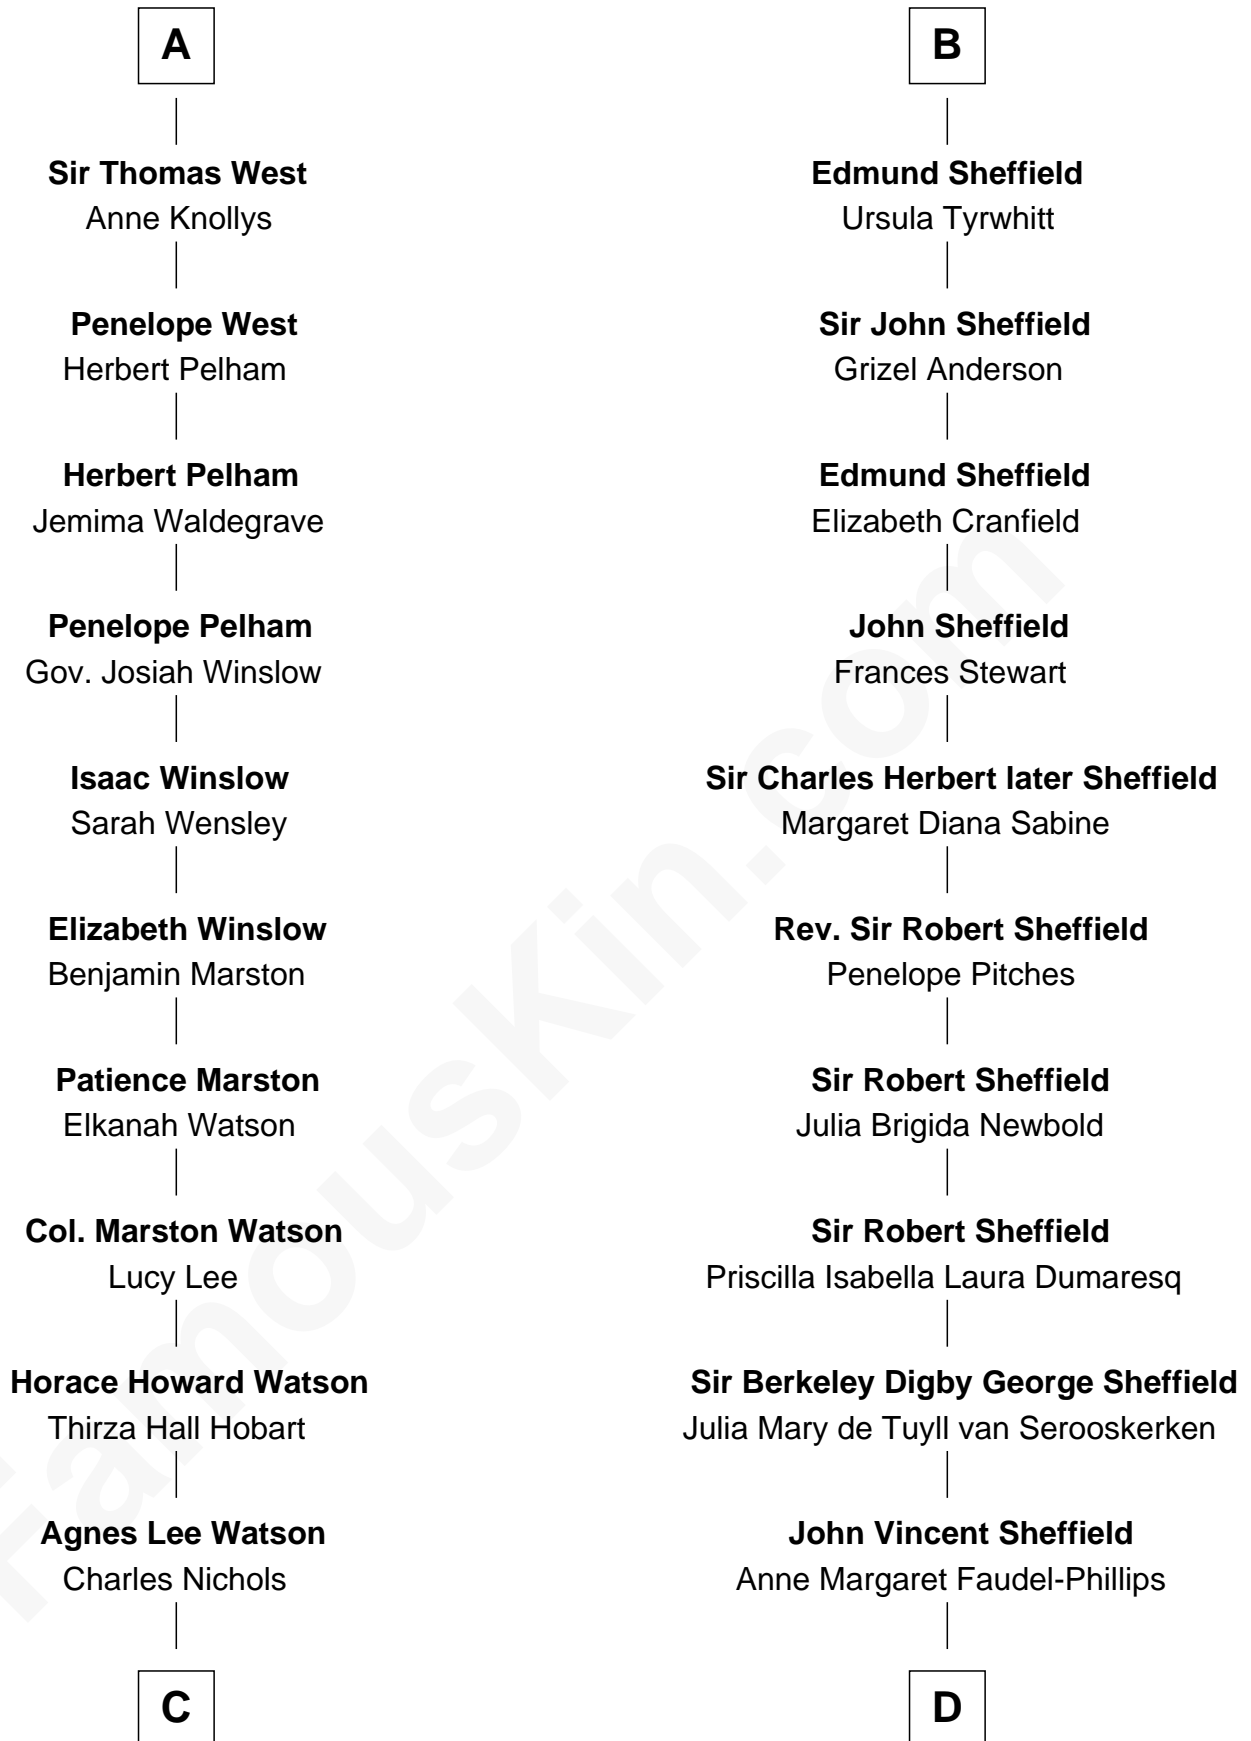 A
Sir Thomas West
Anne Knollys
Penelope West
Herbert Pelham
Herbert Pelham
Jemima Waldegrave
Penelope Pelham
Gov. Josiah Winslow
Isaac Winslow
Sarah Wensley
Elizabeth Winslow
Benjamin Marston
Patience Marston
Elkanah Watson
Col. Marston Watson
Lucy Lee
Horace Howard Watson
Thirza Hall Hobart
Agnes Lee Watson
Charles Nichols
C
B
Edmund Sheffield
Ursula Tyrwhitt
Sir John Sheffield
Grizel Anderson
Edmund Sheffield
Elizabeth Cranfield
John Sheffield
Frances Stewart
Sir Charles Herbert later Sheffield
Margaret Diana Sabine
Rev. Sir Robert Sheffield
Penelope Pitches
Sir Robert Sheffield
Julia Brigida Newbold
Sir Robert Sheffield
Priscilla Isabella Laura Dumaresq
Sir Berkeley Digby George Sheffield
Julia Mary de Tuyll van Serooskerken
John Vincent Sheffield
Anne Margaret Faudel-Phillips
D
FamousKin.com